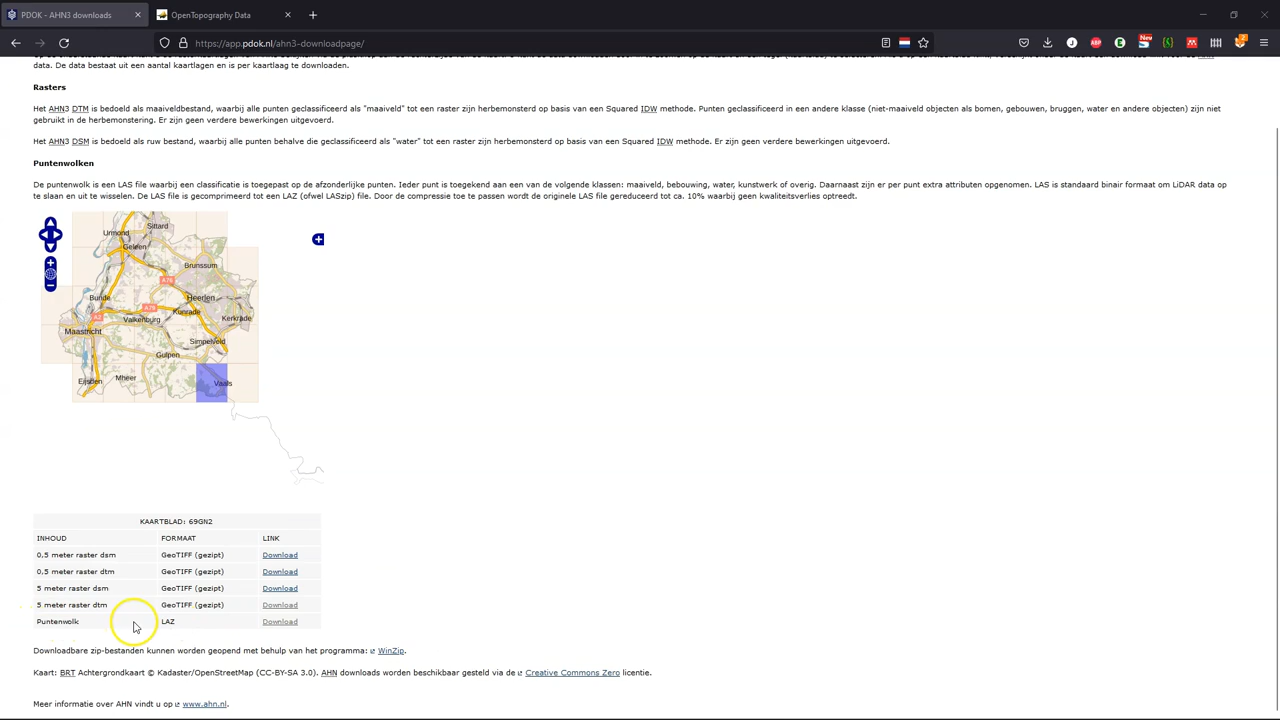 PDOK - AHN3 downloads
OpenTopography Data
https://app.pdok.nl/ahn3-downloadpage/
New
2
data. De data bestaat uit een aantal kaartlagen en is per kaartlaag te downloaden.
Rasters
Het AHN3 DTM is bedoeld als maaiveldbestand, waarbij alle punten geclassificeerd als "maaiveld" tot een raster zijn herbemonsterd op basis van een Squared IDW methode. Punten geclassificeerd in een andere klasse (niet-maaiveld objecten als bomen, gebouwen, bruggen, water en andere objecten) zijn niet
gebruikt in de herbemonstering. Er zijn geen verdere bewerkingen uitgevoerd.
Het AHN3 DSM is bedoeld als ruw bestand, waarbij alle punten behalve die geclassificeerd als "water" tot een raster zijn herbemonsterd op basis van een Squared IDW methode. Er zijn geen verdere bewerkingen uitgevoerd.
Puntenwolken
De puntenwolk is een LAS file waarbij een classificatie is toegepast op de afzonderlijke punten. Ieder punt is toegekend aan een van de volgende klassen: maaiveld, bebouwing, water, kunstwerk of overig. Daarnaast zijn er per punt extra attributen opgenomen. LAS is standaard binair formaat om LiDAR data op
te slaan en uit te wisselen. De LAS file is gecomprimeerd tot een LAZ (ofwel LASzip) file. Door de compressie toe te passen wordt de originele LAS file gereduceerd tot ca. 10% waarbij geen kwaliteitsverlies optreedt.
Sittard
Urmond
Geleen
Brunssum
A76
Bunde
Heerlen
A79
Kunrade
A2
Valkenburg
Kerkrade
Maastricht
Simpelveld
Gulpen
Eijsden
Mheer
Vaals
KAARTBLAD: 69GN2
INHOUD FORMAAT LINK
0,5 meter raster dsm GeoTIFF (gezipt) Download
0,5 meter raster dtm GeoTIFF (gezipt) Download
5 meter raster dsm GeoTIFF (gezipt) Download
5 meter raster dtm GeoTIFF (gezipt) Download
Puntenwolk LAZ Download
Downloadbare zip-bestanden kunnen worden geopend met behulp van het programma: WinZip.
Kaart: BRT Achtergrondkaart © Kadaster/OpenStreetMap (CC-BY-SA 3.0). AHN downloads worden beschikbaar gesteld via de Creative Commons Zero licentie.
Meer informatie over AHN vindt u op www.ahn.nl.